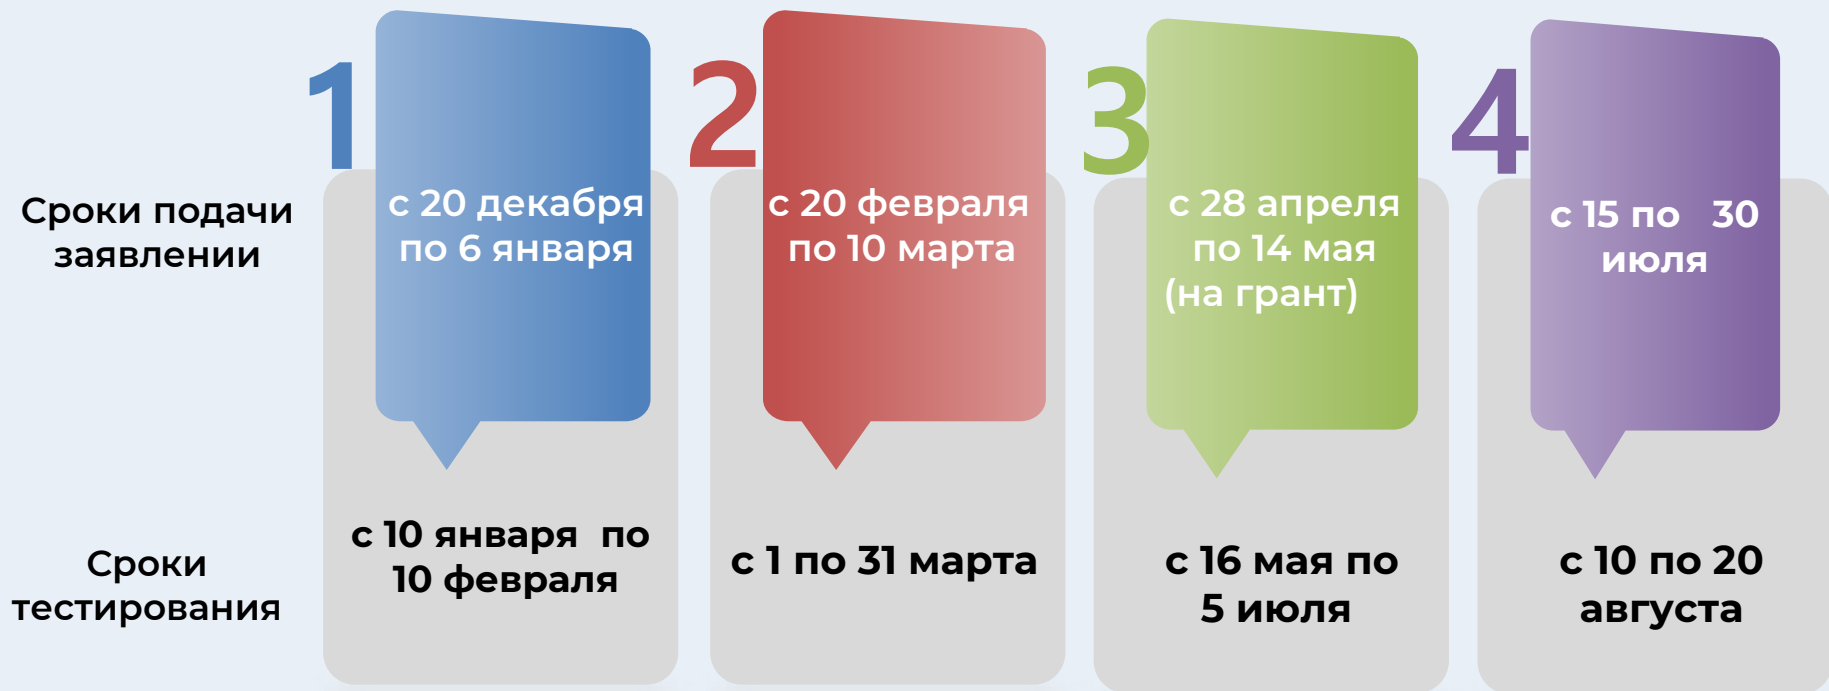 1
2
3
4
Сроки подачи
заявлении
с 20 декабря
по 6 января
с 20 февраля
по 10 марта
с 28 апреля
по 14 мая
(на грант)
с 15 по 30
июля
Сроки
тестирования
с 10 января по
10 февраля
с 1 по 31 марта
с 16 мая по
5 июля
с 10 по 20
августа